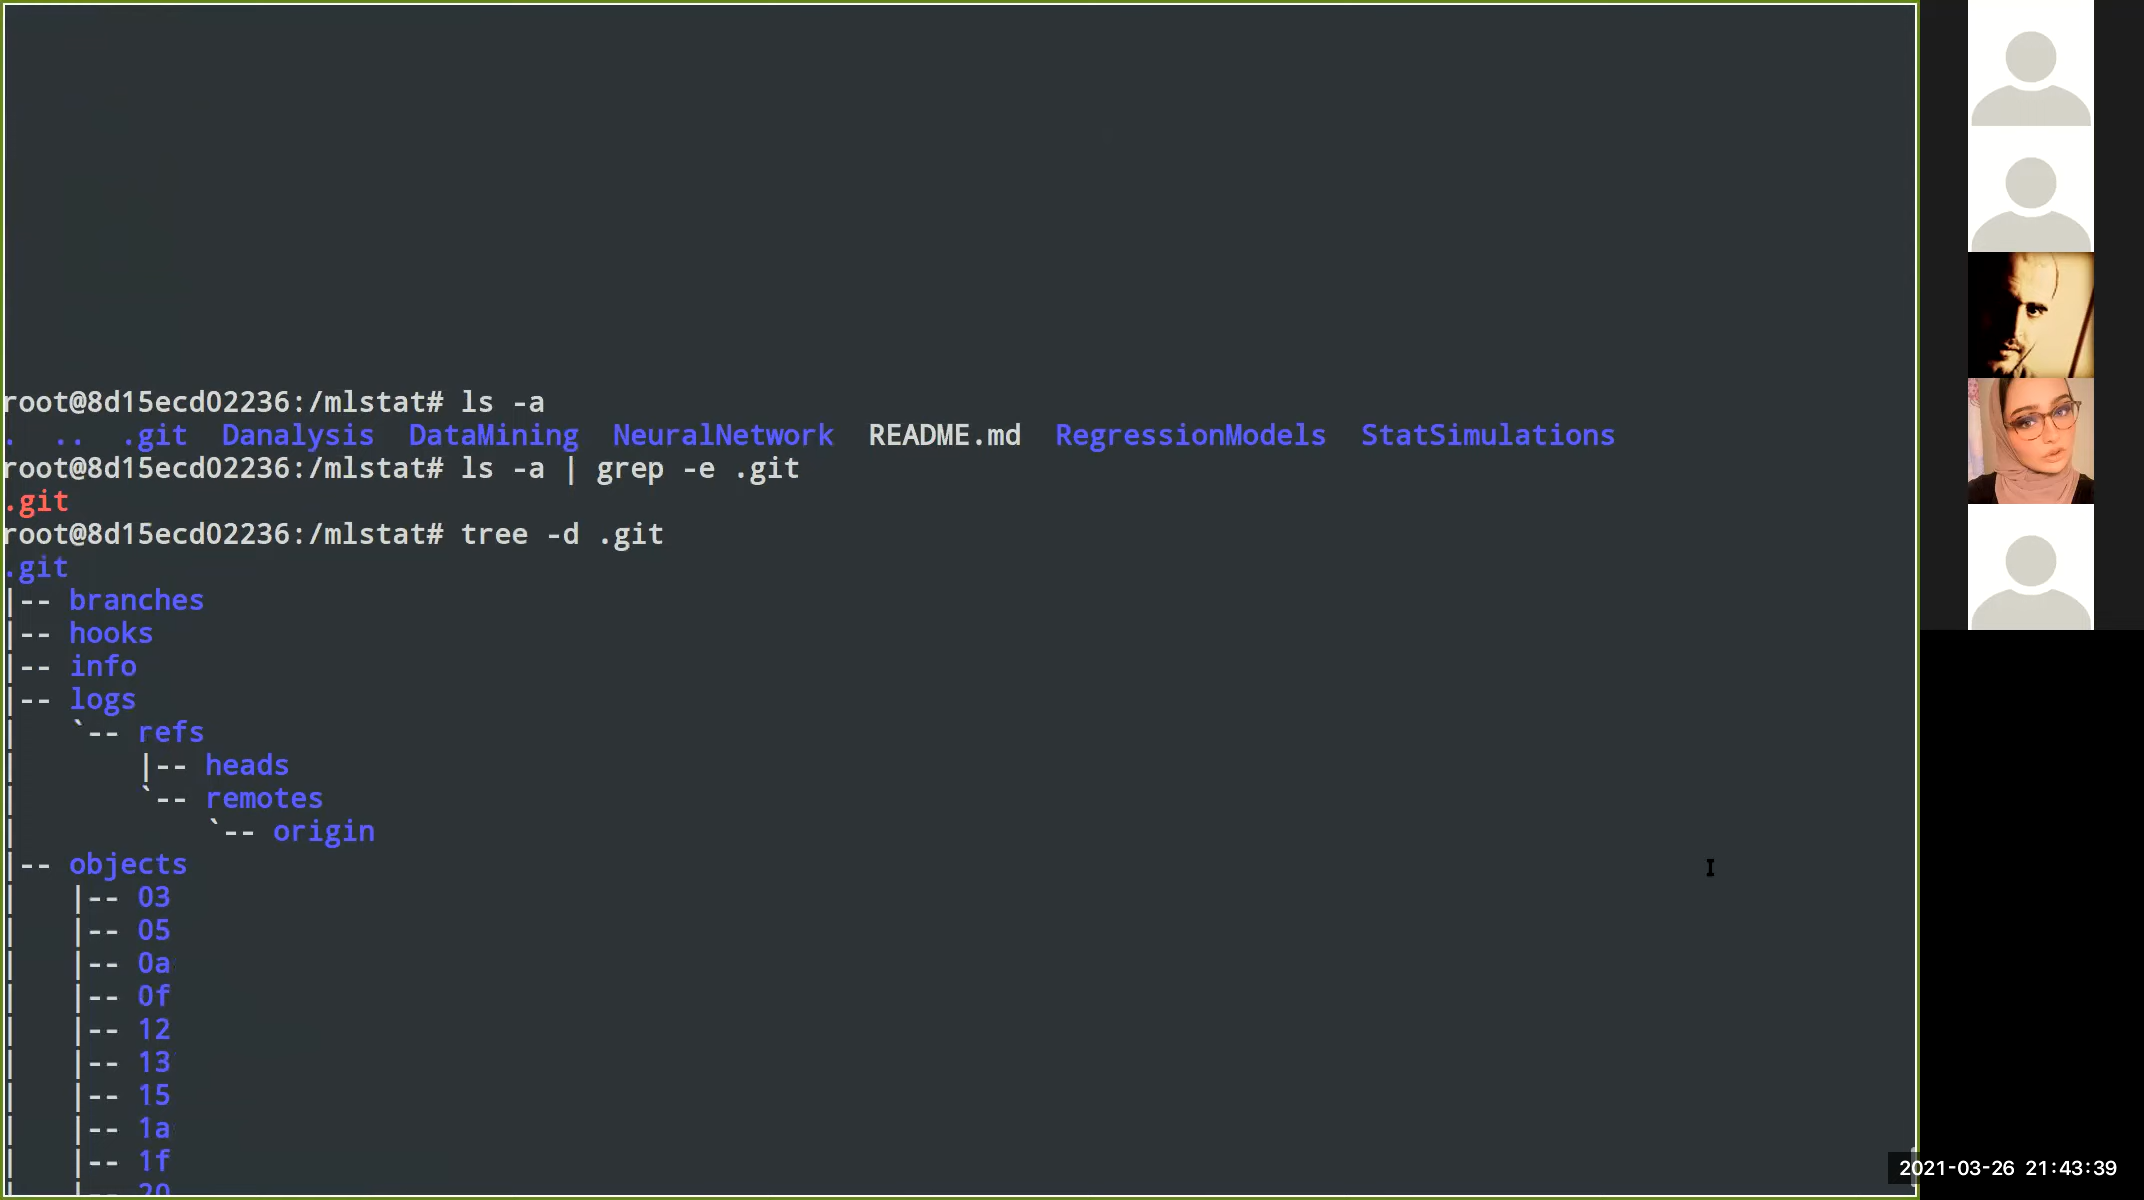 root@8d15ecd02236:/mlstat# ls -a
.  ..  .git  Danalysis  DataMining  NeuralNetwork  README.md  RegressionModels  StatSimulations
root@8d15ecd02236:/mlstat# ls -a | grep -e .git
.git
root@8d15ecd02236:/mlstat# tree -d .git
.git
|-- branches
|-- hooks
|-- info
|-- logs
|   `-- refs
|       |-- heads
|       `-- remotes
|           `-- origin
|-- objects
|   |-- 03
|   |-- 05
|   |-- 0a
|   |-- 0f
|   |-- 12
|   |-- 13
|   |-- 15
|   |-- 1a
|   |-- 1f
|   |-- 20
2021-03-26 21:43:39